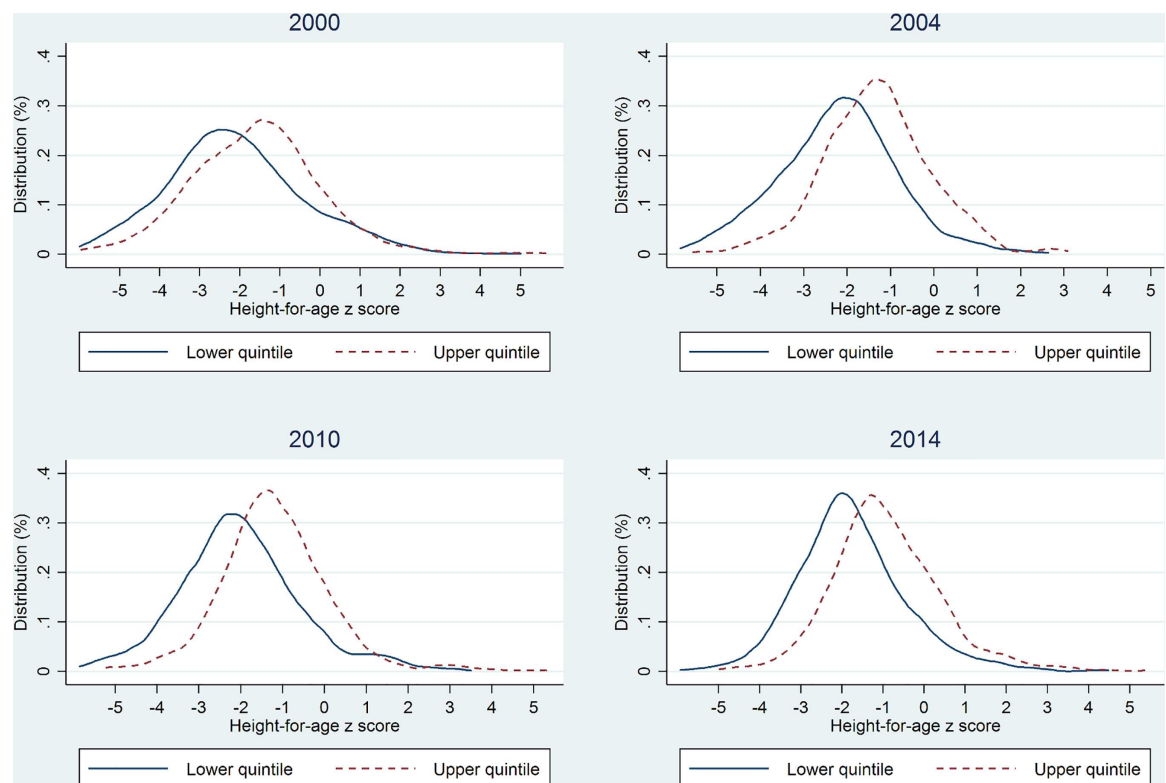 2000
Distribution (%)
.4
.3
.2
.1
0
-5 -4 -3 -2 -1 0 1 2 3 4 5
Height-for-age z score
Lower quintile Upper quintile
2004
Distribution (%)
.4
.3
.2
.1
0
-5 -4 -3 -2 -1 0 1 2 3 4 5
Height-for-age z score
Lower quintile Upper quintile
2010
Distribution (%)
.4
.3
.2
.1
0
-5 -4 -3 -2 -1 0 1 2 3 4 5
Height-for-age z score
Lower quintile Upper quintile
2014
Distribution (%)
.4
.3
.2
.1
0
-5 -4 -3 -2 -1 0 1 2 3 4 5
Height-for-age z score
Lower quintile Upper quintile